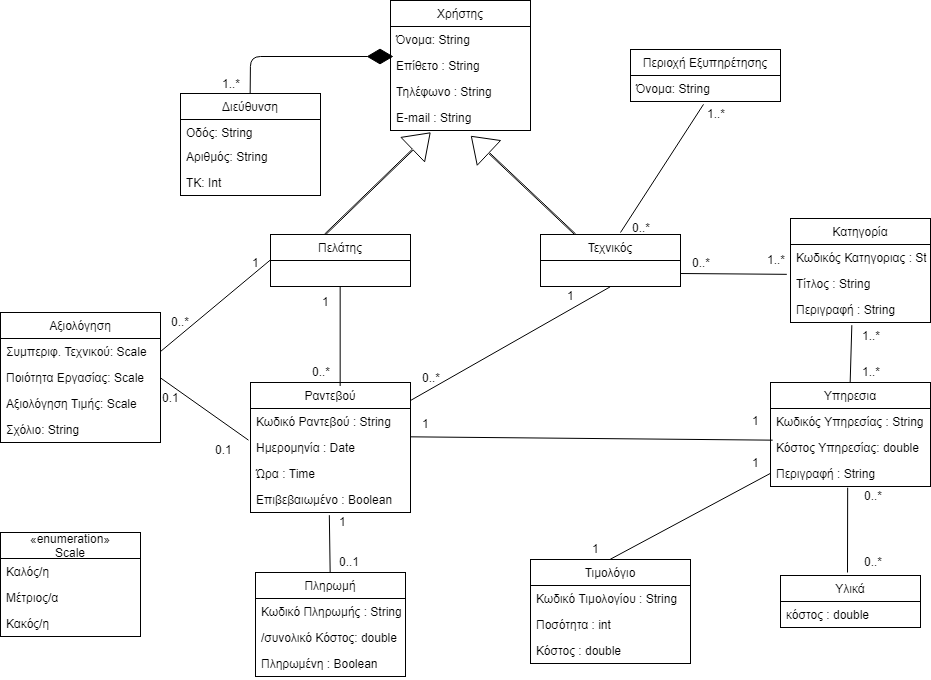 Χρήστης
Όνομα: String
Επίθετο : String
Τηλέφωνο : String
E-mail : String
1..*
Διεύθυνση
Οδός: String
Αριθμός: String
ΤΚ: Int
Περιοχή Εξυπηρέτησης
Όνομα: String
1..*
0..*
Πελάτης
1
1
Τεχνικός
0..*
1..*
1
Κατηγορία
Κωδικός Κατηγοριας : St
Τίτλος : String
Περιγραφή : String
1..*
1..*
0..*
Αξιολόγηση
Συμπεριφ. Τεχνικού: Scale
Ποιότητα Εργασίας: Scale
Αξιολόγηση Τιμής: Scale
Σχόλιο: String
0.1
0.1
0..*
0..*
Ραντεβού
Κωδικό Ραντεβού : String
Ημερομηνία : Date
Ώρα : Time
Επιβεβαιωμένο : Boolean
1
1
1
Υπηρεσια
Κωδικός Υπηρεσίας : String
Κόστος Υπηρεσίας: double
Περιγραφή : String
1
0..*
«enumeration»
Scale
Καλός/η
Μέτριος/α
Κακός/η
0..1
Πληρωμή
Κωδικό Πληρωμής : String
/συνολικό Κόστος: double
Πληρωμένη : Boolean
1
Τιμολόγιο
Κωδικό Τιμολογίου : String
Ποσότητα : int
Κόστος : double
0..*
Υλικά
κόστος : double